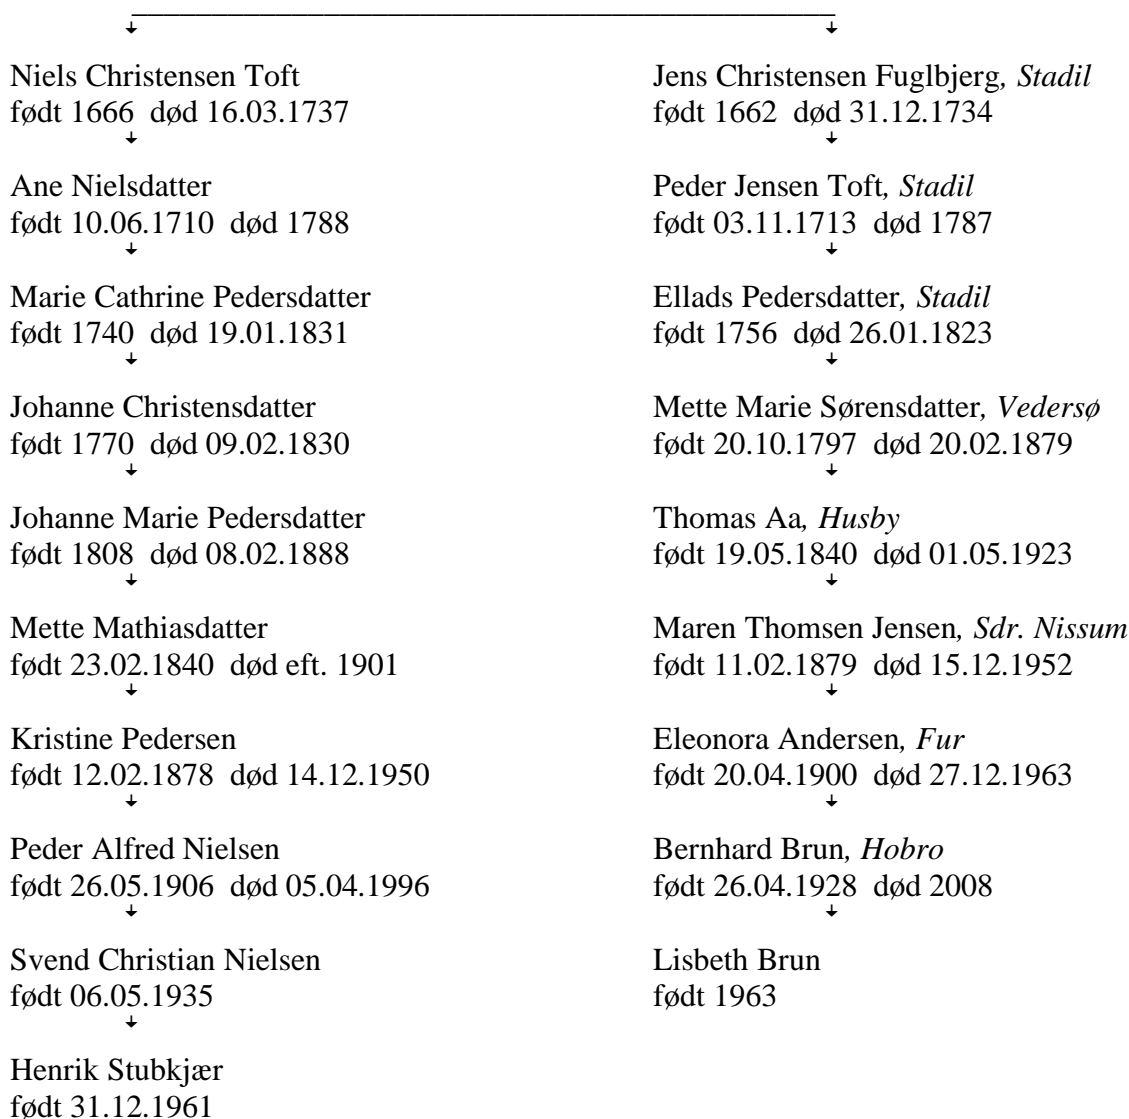 Niels Christensen Toft
født 1666 død 16.03.1737
Ane Nielsdatter
født 10.06.1710 død 1788
Marie Cathrine Pedersdatter
født 1740 død 19.01.1831
Johanne Christensdatter
født 1770 død 09.02.1830
Johanne Marie Pedersdatter
født 1808 død 08.02.1888
Mette Mathiasdatter
født 23.02.1840 død eft. 1901
Kristine Pedersen
født 12.02.1878 død 14.12.1950
Peder Alfred Nielsen
født 26.05.1906 død 05.04.1996
Svend Christian Nielsen
født 06.05.1935
Henrik Stubkjær
født 31.12.1961
Jens Christensen Fuglbjerg, Stadil
født 1662 død 31.12.1734
Peder Jensen Toft, Stadil
født 03.11.1713 død 1787
Ellads Pedersdatter, Stadil
født 1756 død 26.01.1823
Mette Marie Sørensdatter, Vedersø
født 20.10.1797 død 20.02.1879
Thomas Aa, Husby
født 19.05.1840 død 01.05.1923
Maren Thomsen Jensen, Sdr. Nissum
født 11.02.1879 død 15.12.1952
Eleonora Andersen, Fur
født 20.04.1900 død 27.12.1963
Bernhard Brun, Hobro
født 26.04.1928 død 2008
Lisbeth Brun
født 1963